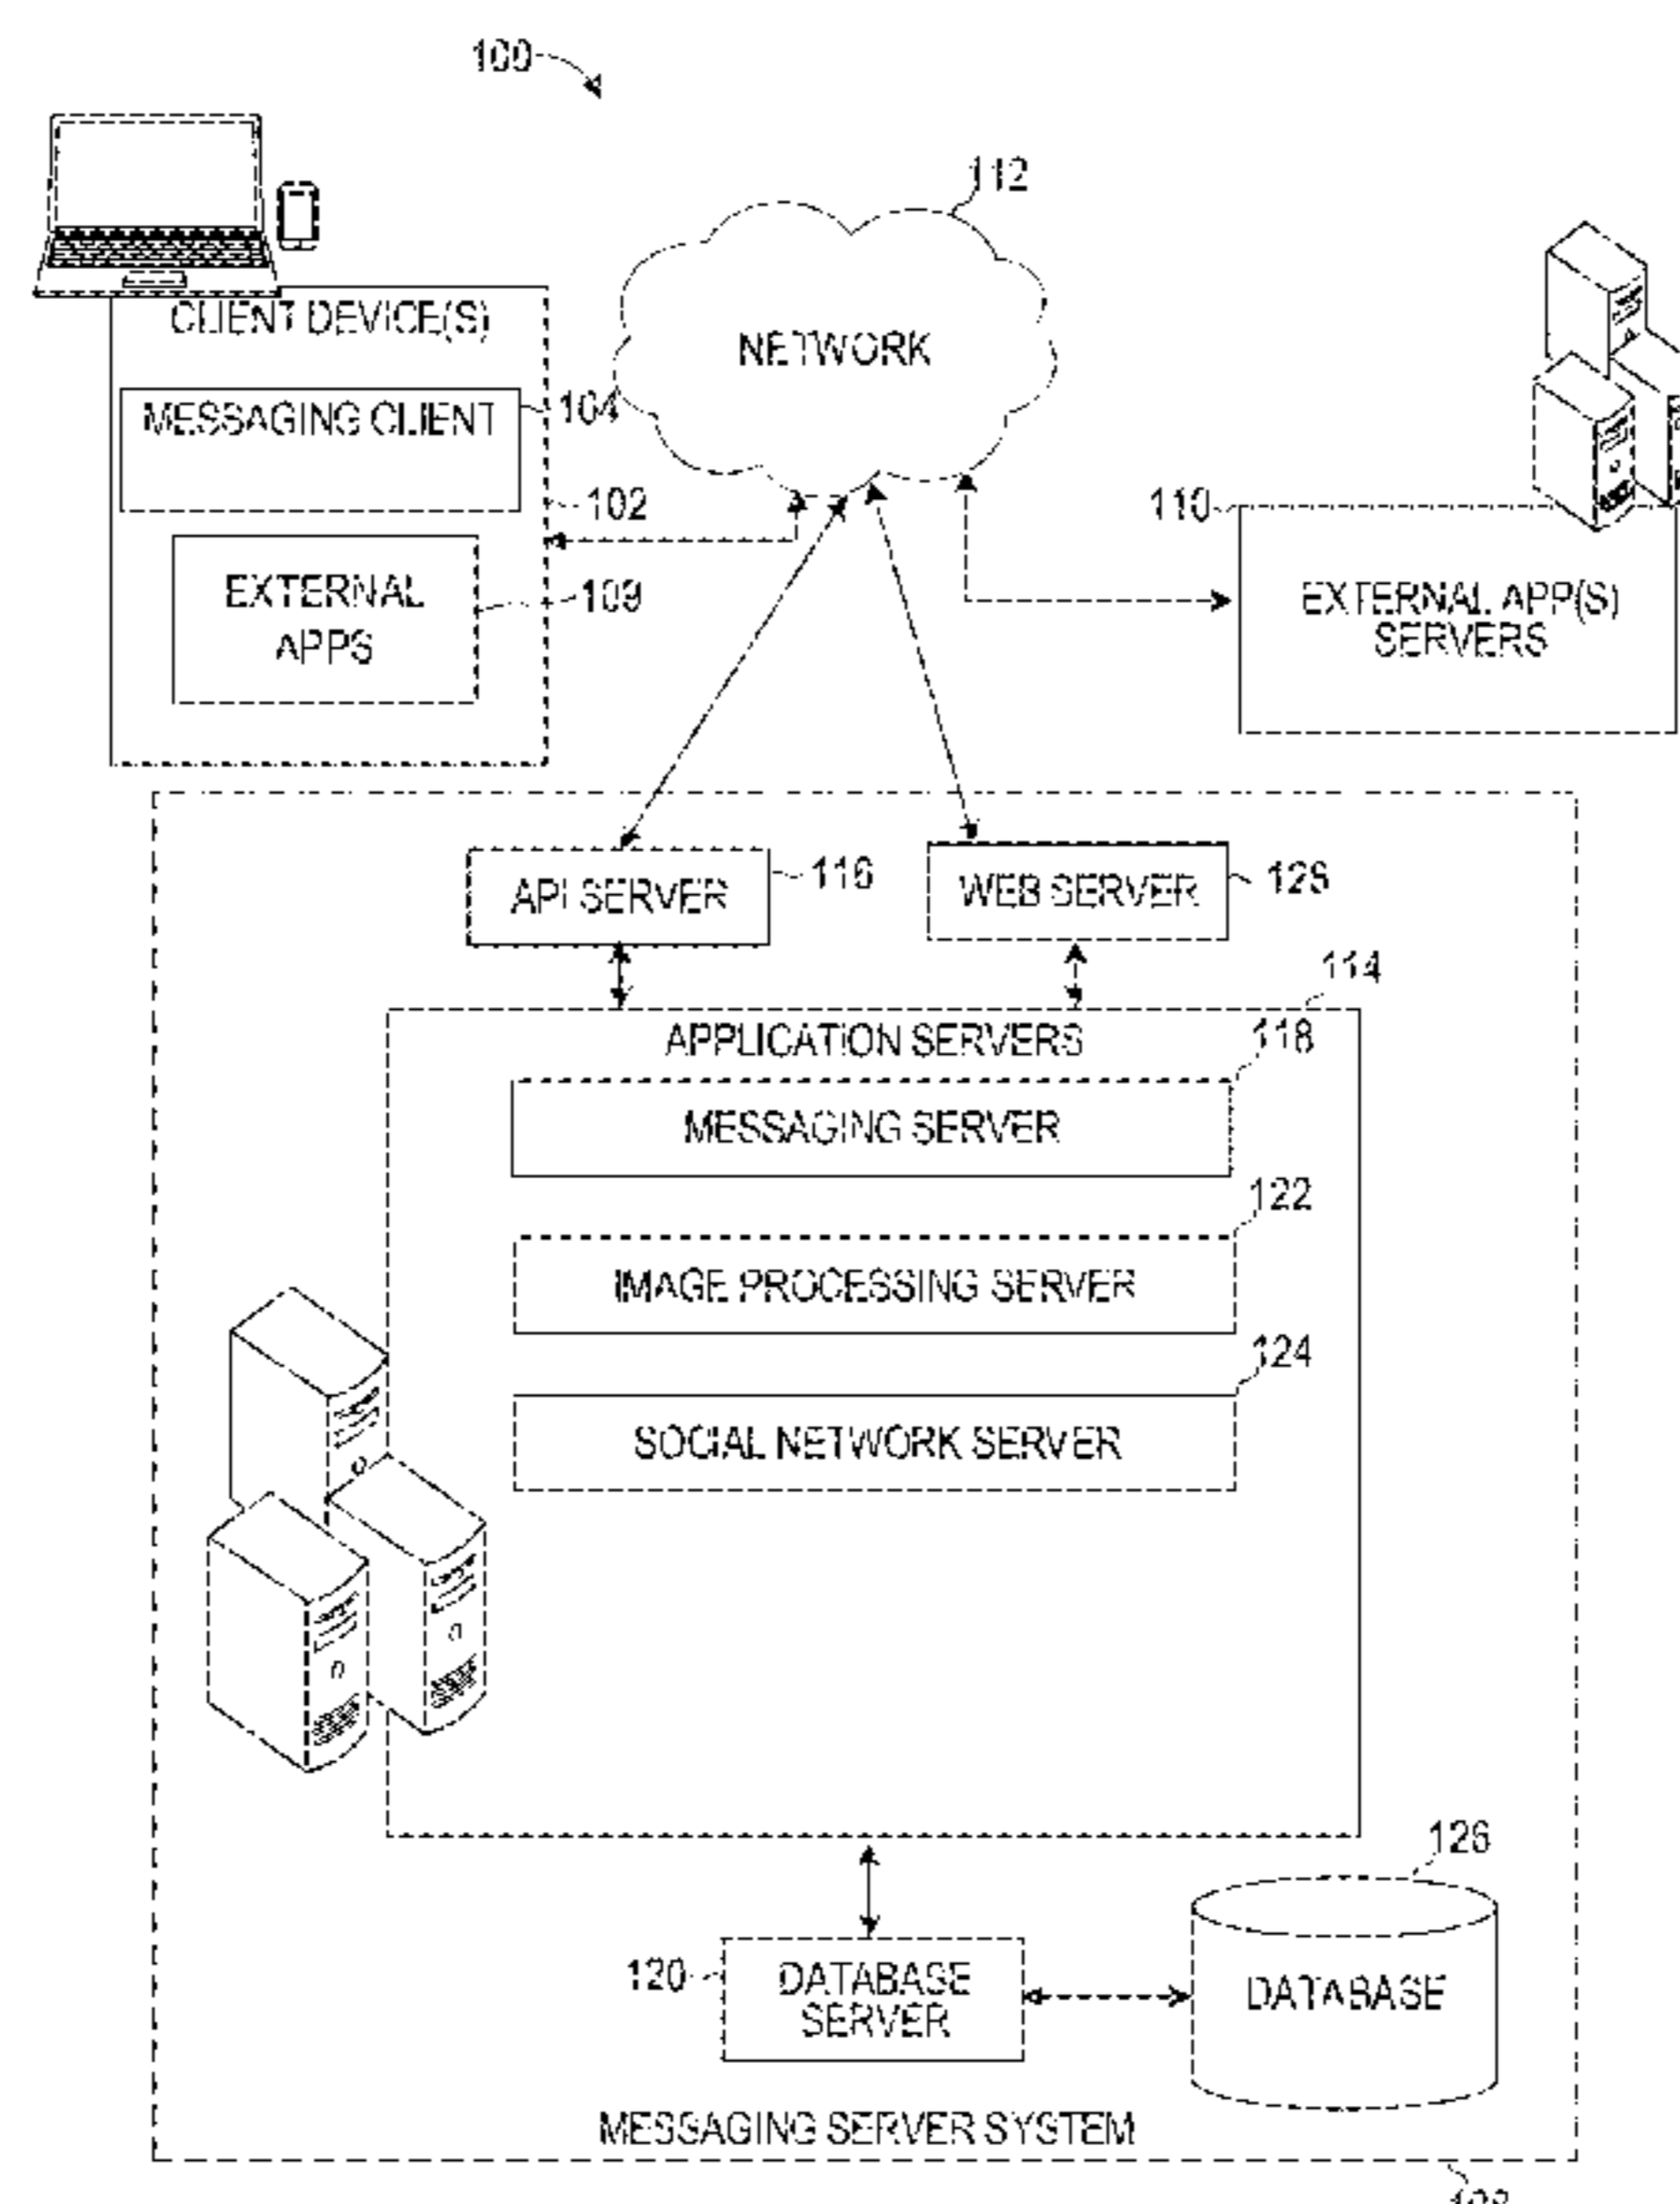 100
112
CLIENT DEVICE(S)
NETWORK
MESSAGING CLIENT
104
102
110
EXTERNAL
APPS
109
EXTERNAL APP(S)
SERVERS
API SERVER
116
WEB SERVER
128
114
APPLICATION SERVERS
118
MESSAGING SERVER
122
IMAGE PROCESSING SERVER
124
SOCIAL NETWORK SERVER
126
120
DATABASE
SERVER
DATABASE
MESSAGING SERVER SYSTEM